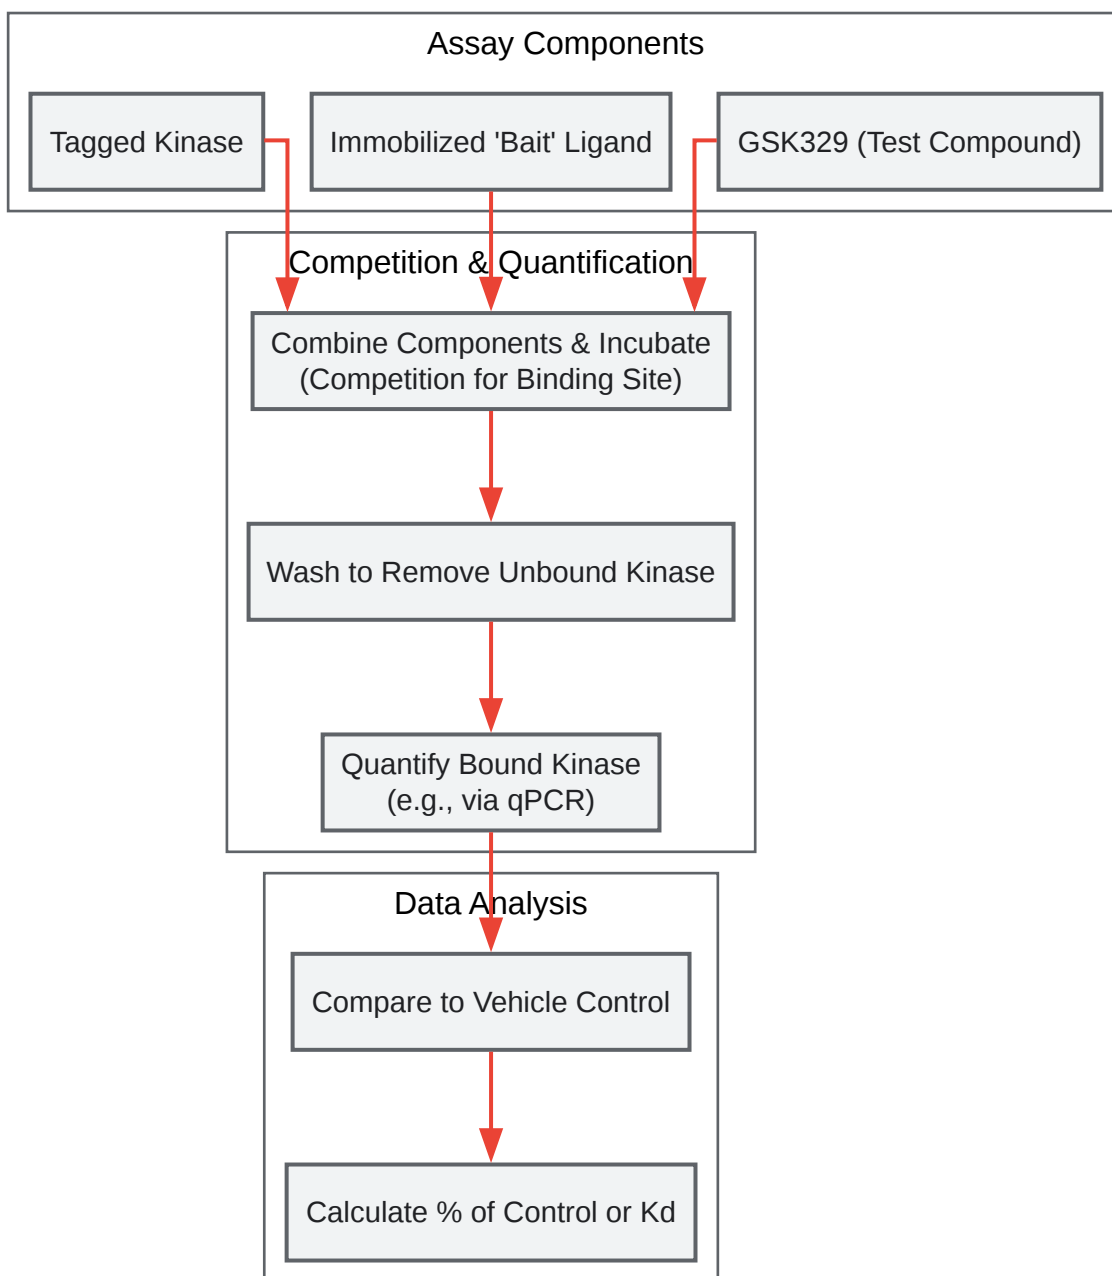 Assay Components
Tagged Kinase
Immobilized 'Bait' Ligand
GSK329 (Test Compound)
Competition & Quantification
Combine Components & Incubate
(Competition for Binding Site)
Wash to Remove Unbound Kinase
Quantify Bound Kinase
(e.g., via qPCR)
Data Analysis
Compare to Vehicle Control
Calculate % of Control or Kd